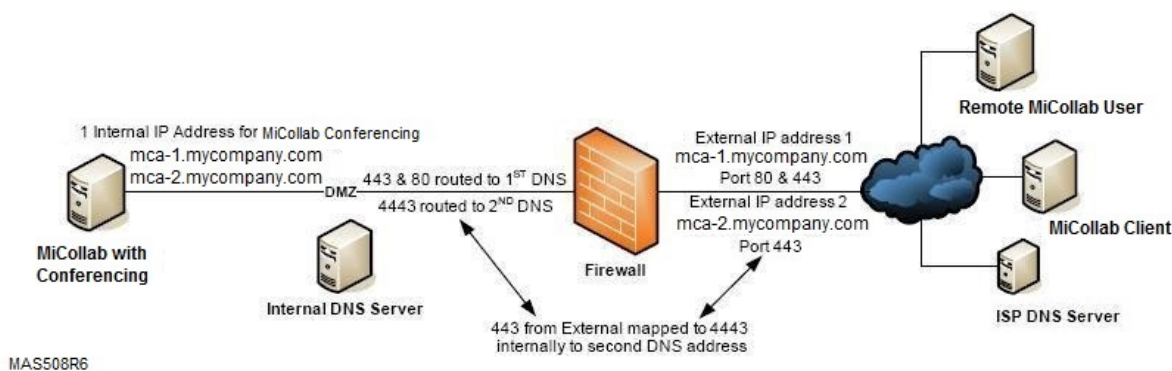 1 Internal IP Address for MiCollab Conferencing
mca-1.mycompany.com
mca-2.mycompany.com
MiCollab with
Conferencing
DMZ
443 & 80 routed to 1ST DNS
4443 routed to 2ND DNS
Internal DNS Server
Firewall
External IP address 1
mca-1.mycompany.com
Port 80 & 443
External IP address 2
mca-2.mycompany.com
Port 443
443 from External mapped to 4443
internally to second DNS address
Remote MiCollab User
MiCollab Client
ISP DNS Server
MAS508R6